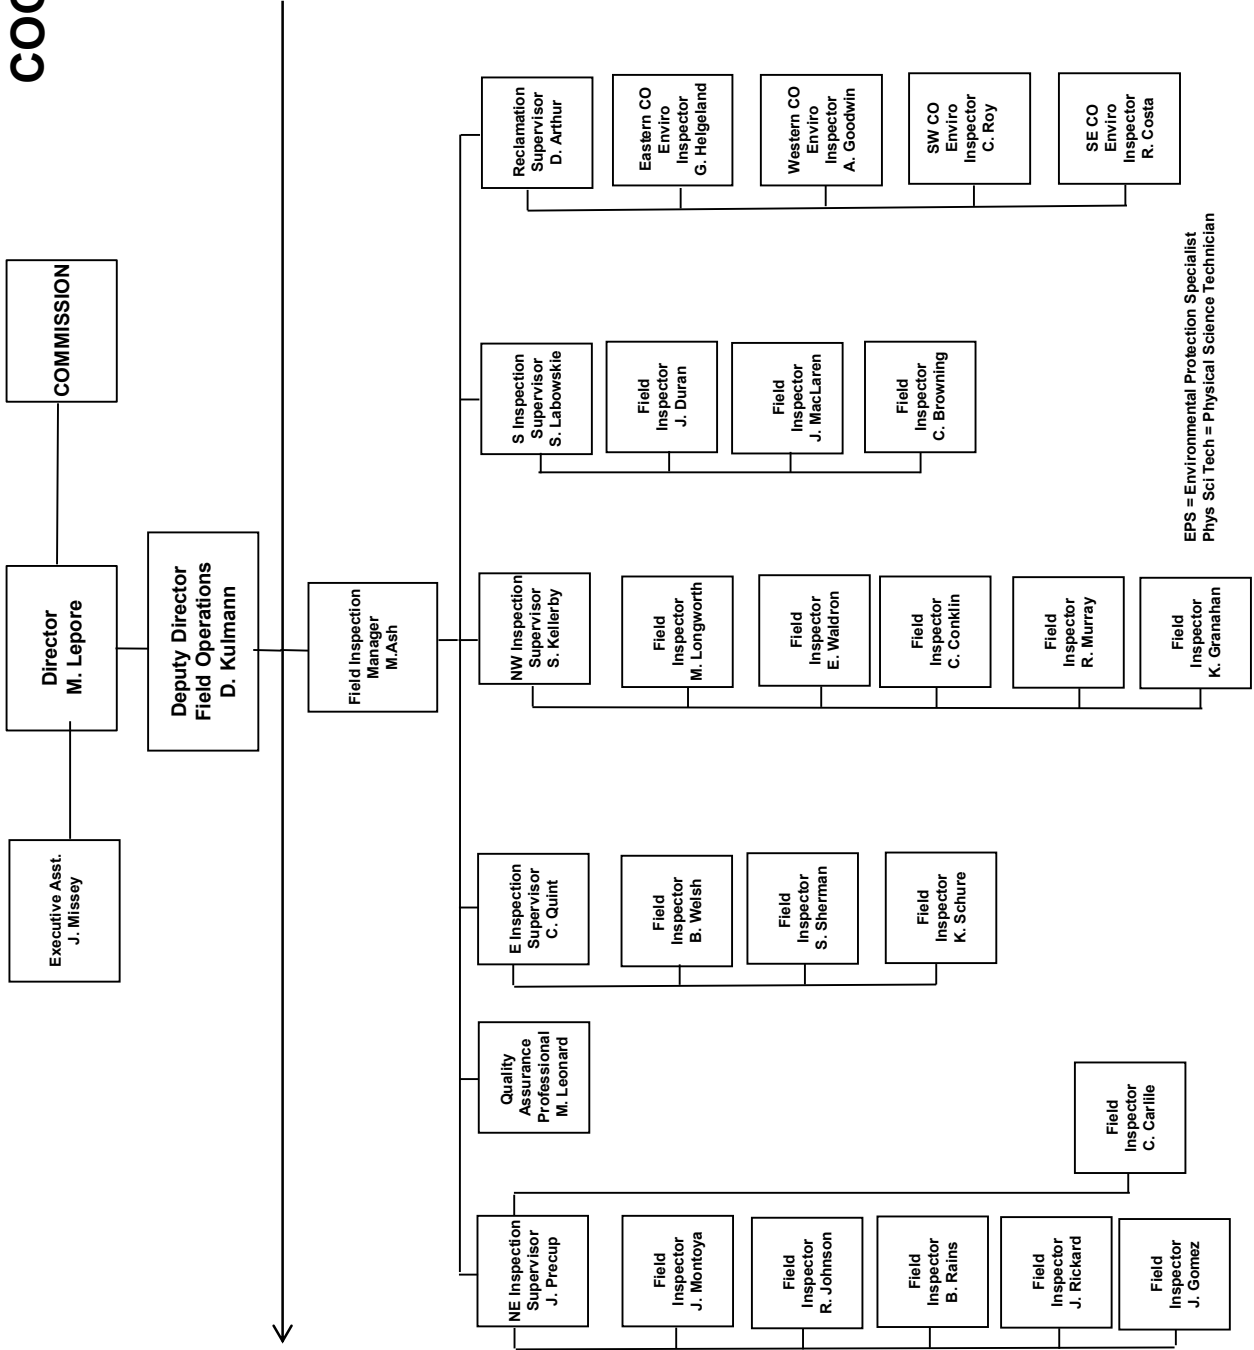 COG
Executive Asst.
J. Missey
Director
M. Lepore
COMMISSION
Deputy Director
Field Operations
D. Kulmann
Field Inspection
Manager
M.Ash
NE Inspection
Supervisor
J. Precup
Field
Inspector
J. Montoya
Field
Inspector
R. Johnson
Field
Inspector
B. Rains
Field
Inspector
J. Rickard
Field
Inspector
J. Gomez
Field
Inspector
C. Carlile
Quality
Assurance
Professional
M. Leonard
E Inspection
Supervisor
C. Quint
Field
Inspector
B. Welsh
Field
Inspector
S. Sherman
Field
Inspector
K. Schure
NW Inspection
Supervisor
S. Kellerby
Field
Inspector
M. Longworth
Field
Inspector
E. Waldron
Field
Inspector
C. Conklin
Field
Inspector
R. Murray
Field
Inspector
K. Granahan
S Inspection
Supervisor
S. Labowskie
Field
Inspector
J. Duran
Field
Inspector
J. MacLaren
Field
Inspector
C. Browning
Reclamation
Supervisor
D. Arthur
Eastern CO
Enviro
Inspector
G. Helgeland
Western CO
Enviro
Inspector
A. Goodwin
SW CO
Enviro
Inspector
C. Roy
SE CO
Enviro
Inspector
R. Costa
EPS = Environmental Protection Specialist
Phys Sci Tech = Physical Science Technician